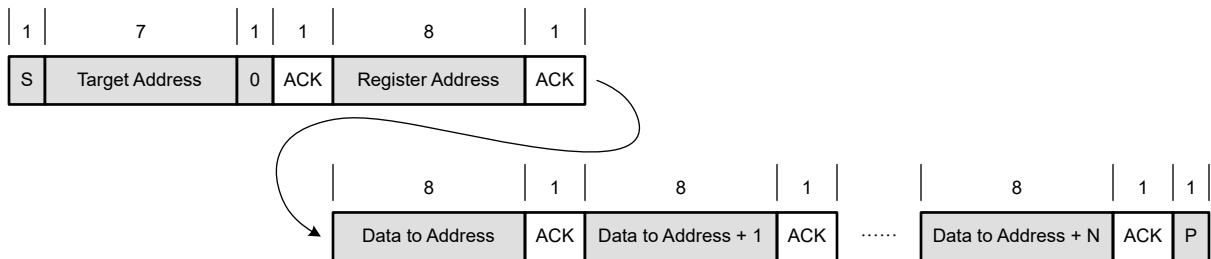 1 7 1 1 8 1
S Target Address 0 ACK Register Address ACK
8 1 8 1 8 1 1
Data to Address ACK Data to Address + 1 ACK ...... Data to Address + N ACK P